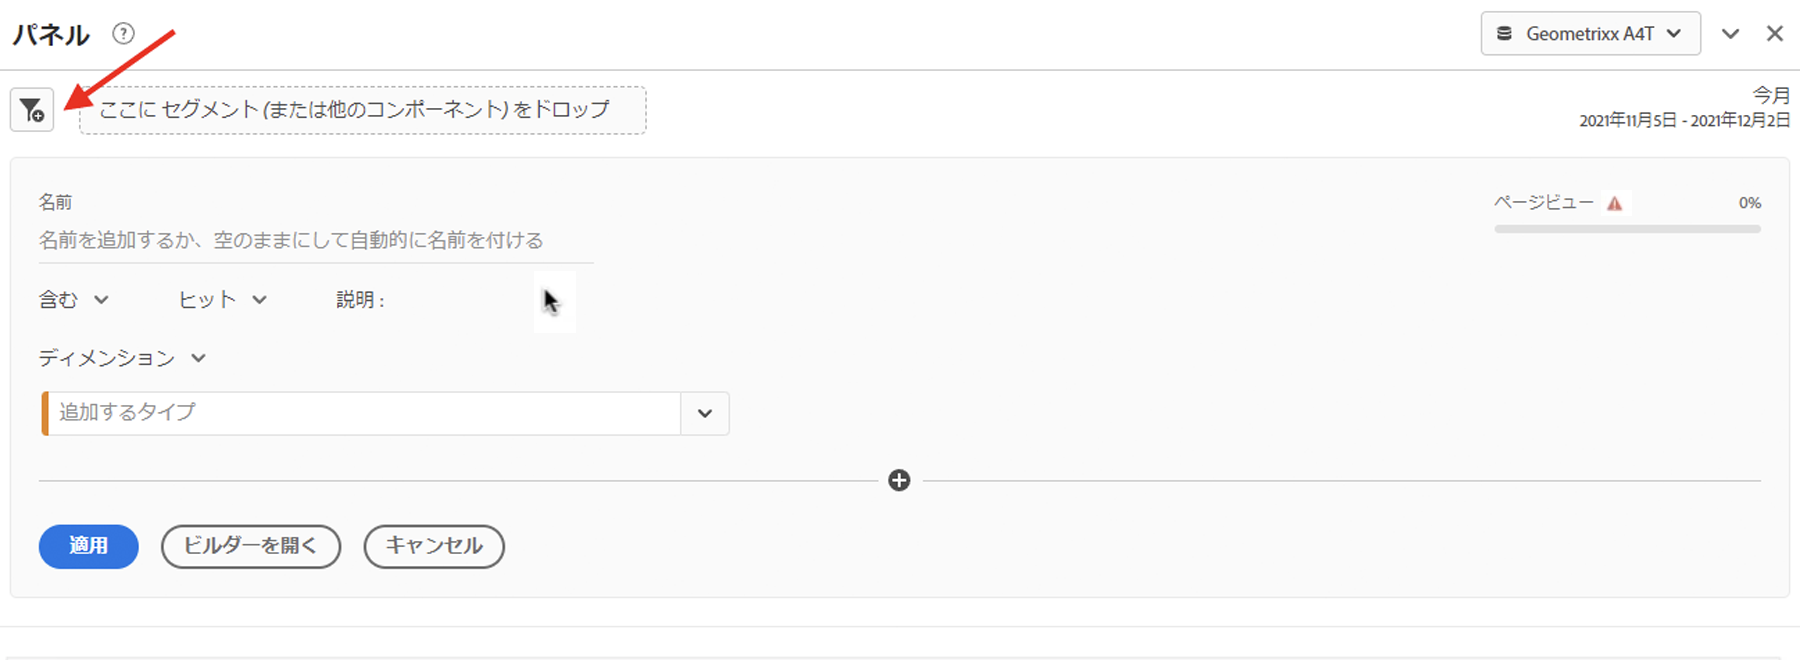 パネル ?
Geometrixx A4T
ここに セグメント (または他のコンポーネント) をドロップ
今月
2021年11月5日 - 2021年12月2日
名前
ページビュー 0%
名前を追加するか、空のままにして自動的に名前を付ける
含む ヒット 説明 :
ディメンション
追加するタイプ
適用 ビルダーを開く キャンセル